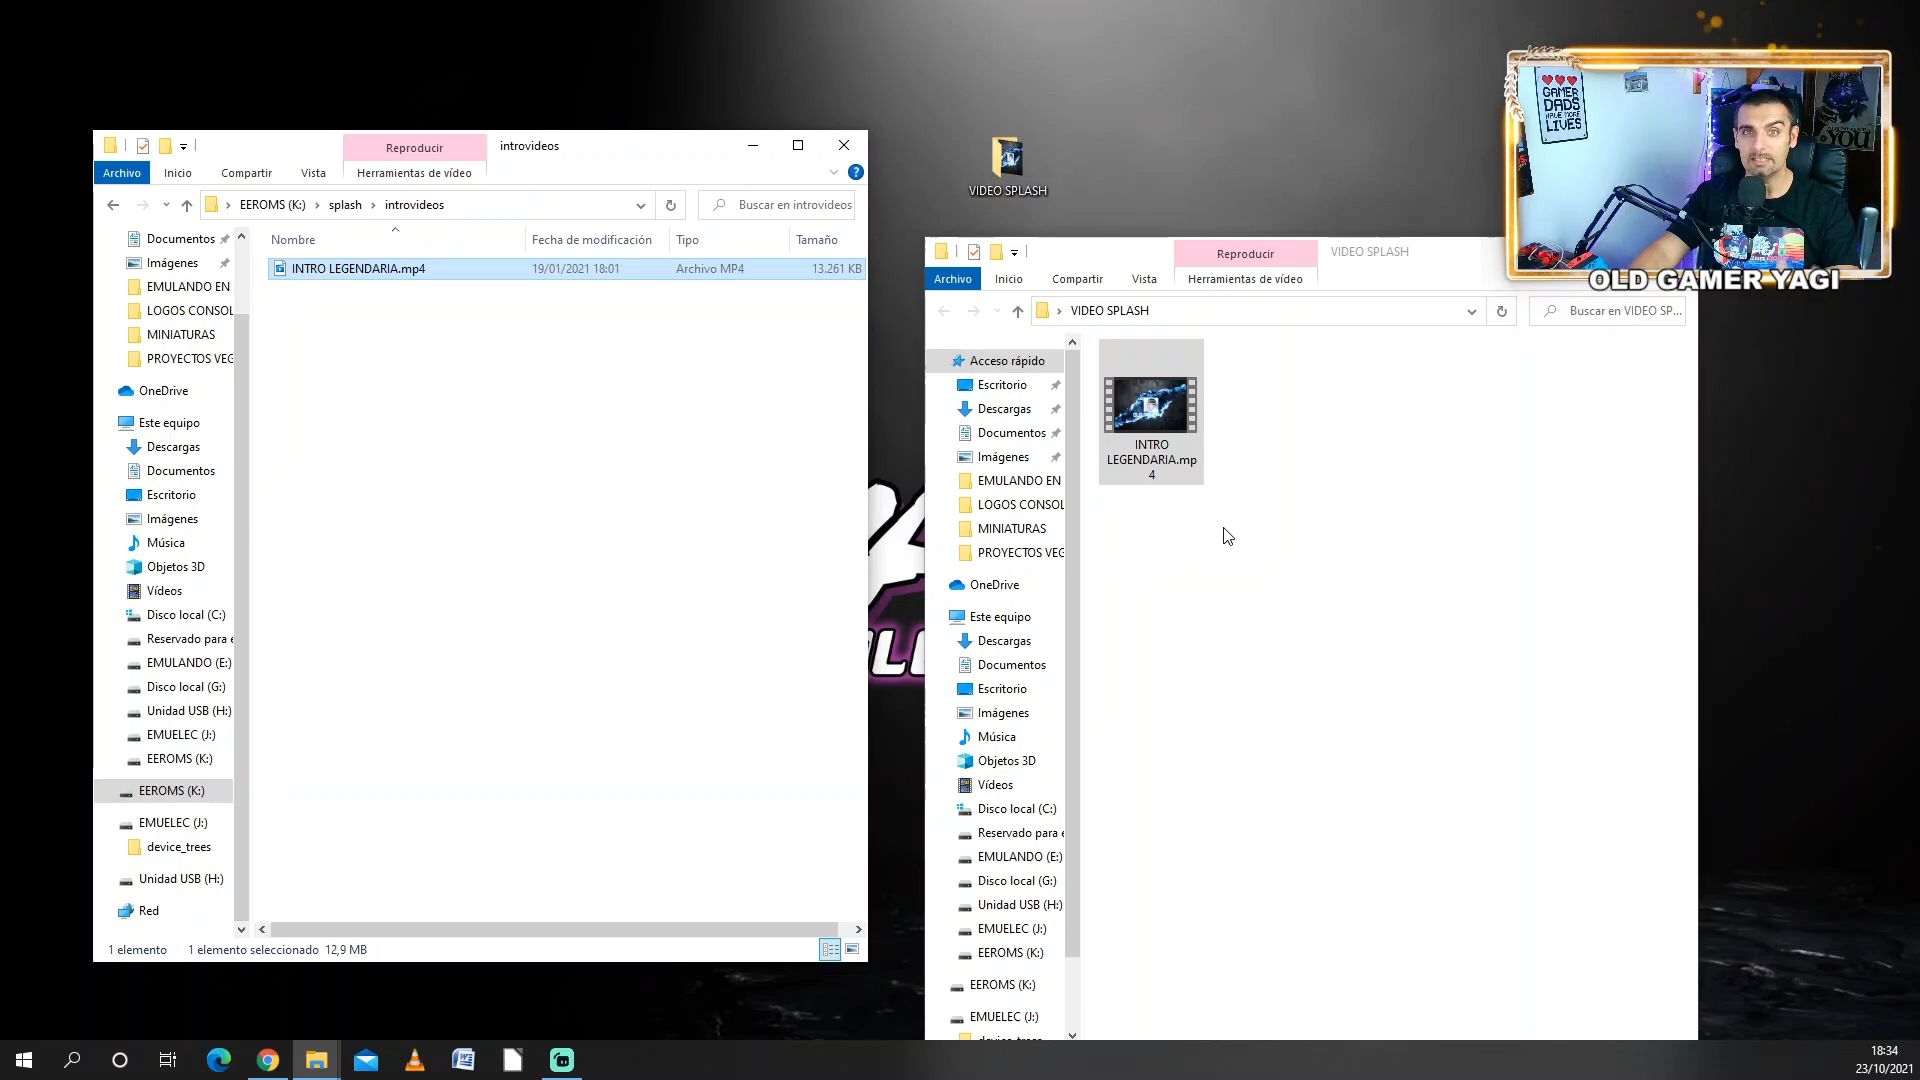 Reproducir
introvideos
Archivo
Inicio
Compartir
Vista
Herramientas de vídeo
EEROMS (K:) > splash > introvideos
Buscar en introvideos
Nombre
Fecha de modificación
Tipo
Tamaño
INTRO LEGENDARIA.mp4
19/01/2021 18:01
Archivo MP4
13.261 KB
Documentos
Imágenes
EMULANDO EN
LOGOS CONSOL
MINIATURAS
PROYECTOS VEG
OneDrive
Este equipo
Descargas
Documentos
Escritorio
Imágenes
Música
Objetos 3D
Vídeos
Disco local (C:)
Reservado para e
EMULANDO (E:)
Disco local (G:)
Unidad USB (H:)
EMUELEC (J:)
EEROMS (K:)
EEROMS (K:)
EMUELEC (J:)
device_trees
Unidad USB (H:)
Red
1 elemento
1 elemento seleccionado 12,9 MB
VIDEO SPLASH
Reproducir
VIDEO SPLASH
Archivo
Inicio
Compartir
Vista
Herramientas de vídeo
> VIDEO SPLASH
Buscar en VIDEO SP...
Acceso rápido
Escritorio
Descargas
Documentos
Imágenes
EMULANDO EN
LOGOS CONSOL
MINIATURAS
PROYECTOS VEG
OneDrive
Este equipo
Descargas
Documentos
Escritorio
Imágenes
Música
Objetos 3D
Vídeos
Disco local (C:)
Reservado para e
EMULANDO (E:)
Disco local (G:)
Unidad USB (H:)
EMUELEC (J:)
EEROMS (K:)
EEROMS (K:)
EMUELEC (J:)
INTRO
LEGENDARIA.mp
4
GAMER
DADS
HAVE MORE
LIVES
YOU
OLD GAMER YAGI
18:34
23/10/2021